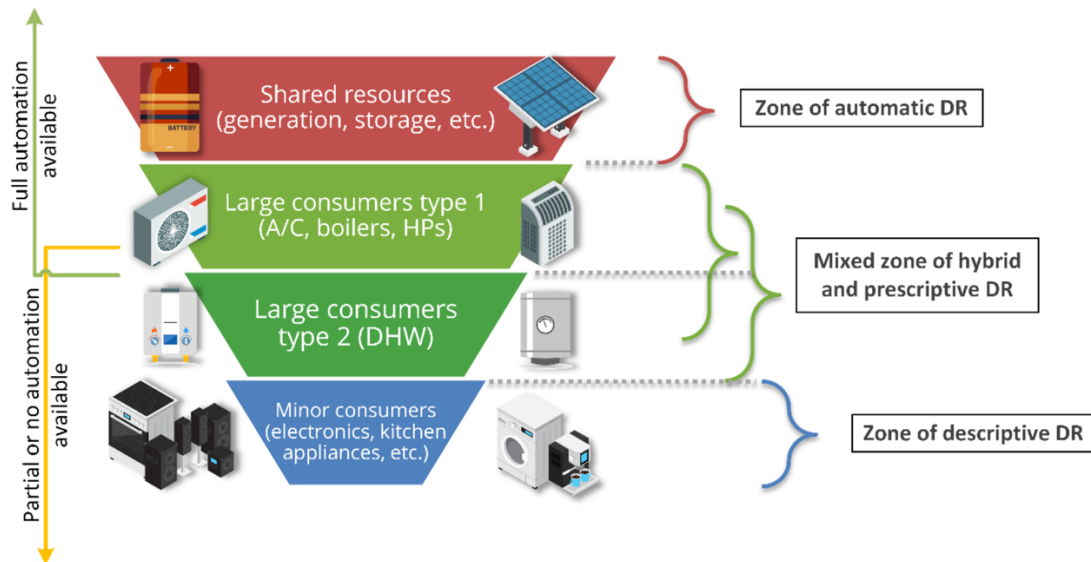 Full automation
available
Partial or no automation
available
+
BATTERY
Shared resources
(generation, storage, etc.)
Large consumers type 1
(A/C, boilers, HPs)
Large consumers
type 2 (DHW)
Minor consumers
(electronics, kitchen
appliances, etc.)
Zone of automatic DR
Mixed zone of hybrid
and prescriptive DR
Zone of descriptive DR